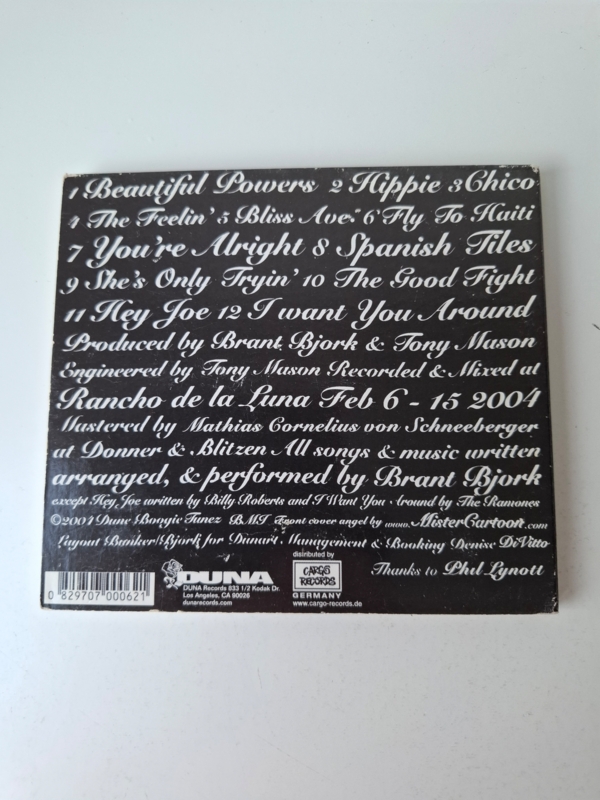 1 Beautiful Powers 2 Hippie 3 Chico
4 The Feelin' 5 Bliss Ave. 6 Fly To Haiti
7 You're Alright 8 Spanish Tiles
9 She's Only Tryin' 10 The Good Fight
11 Hey Joe 12 I want You Around
Produced by Brant Bjork & Tony Mason
Engineered by Tony Mason Recorded & Mixed at
Rancho de la Luna Feb 6 - 15 2004
Mastered by Mathias Cornelius von Schneeberger
at Donner & Blitzen All songs & music written
arranged, & performed by Brant Bjork
except Hey Joe written by Billy Roberts and I Want You Around by The Ramones
©2004 Duna Boogie Tunez BMI Front cover angel by www.MisterCartoon.com
Layout Bunker/Bjork for Dunart. Management & Booking Denise DiVitto
Thanks to Phil Lynott
0 829707 000621
DUNA
DUNA Records 833 1/2 Kodak Dr.
Los Angeles, CA 90026
dunarecords.com
distributed by
CARGO
RECORDS
GERMANY
www.cargo-records.de